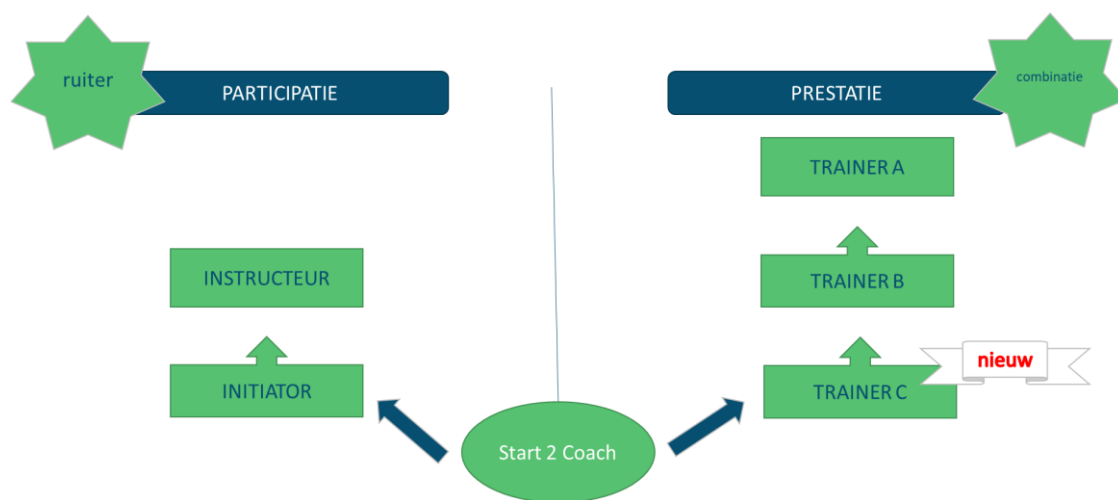 ruiter
PARTICIPATIE
PRESTATIE
combinatie
TRAINER A
INSTRUCTEUR
TRAINER B
INITIATOR
TRAINER C
nieuw
Start 2 Coach